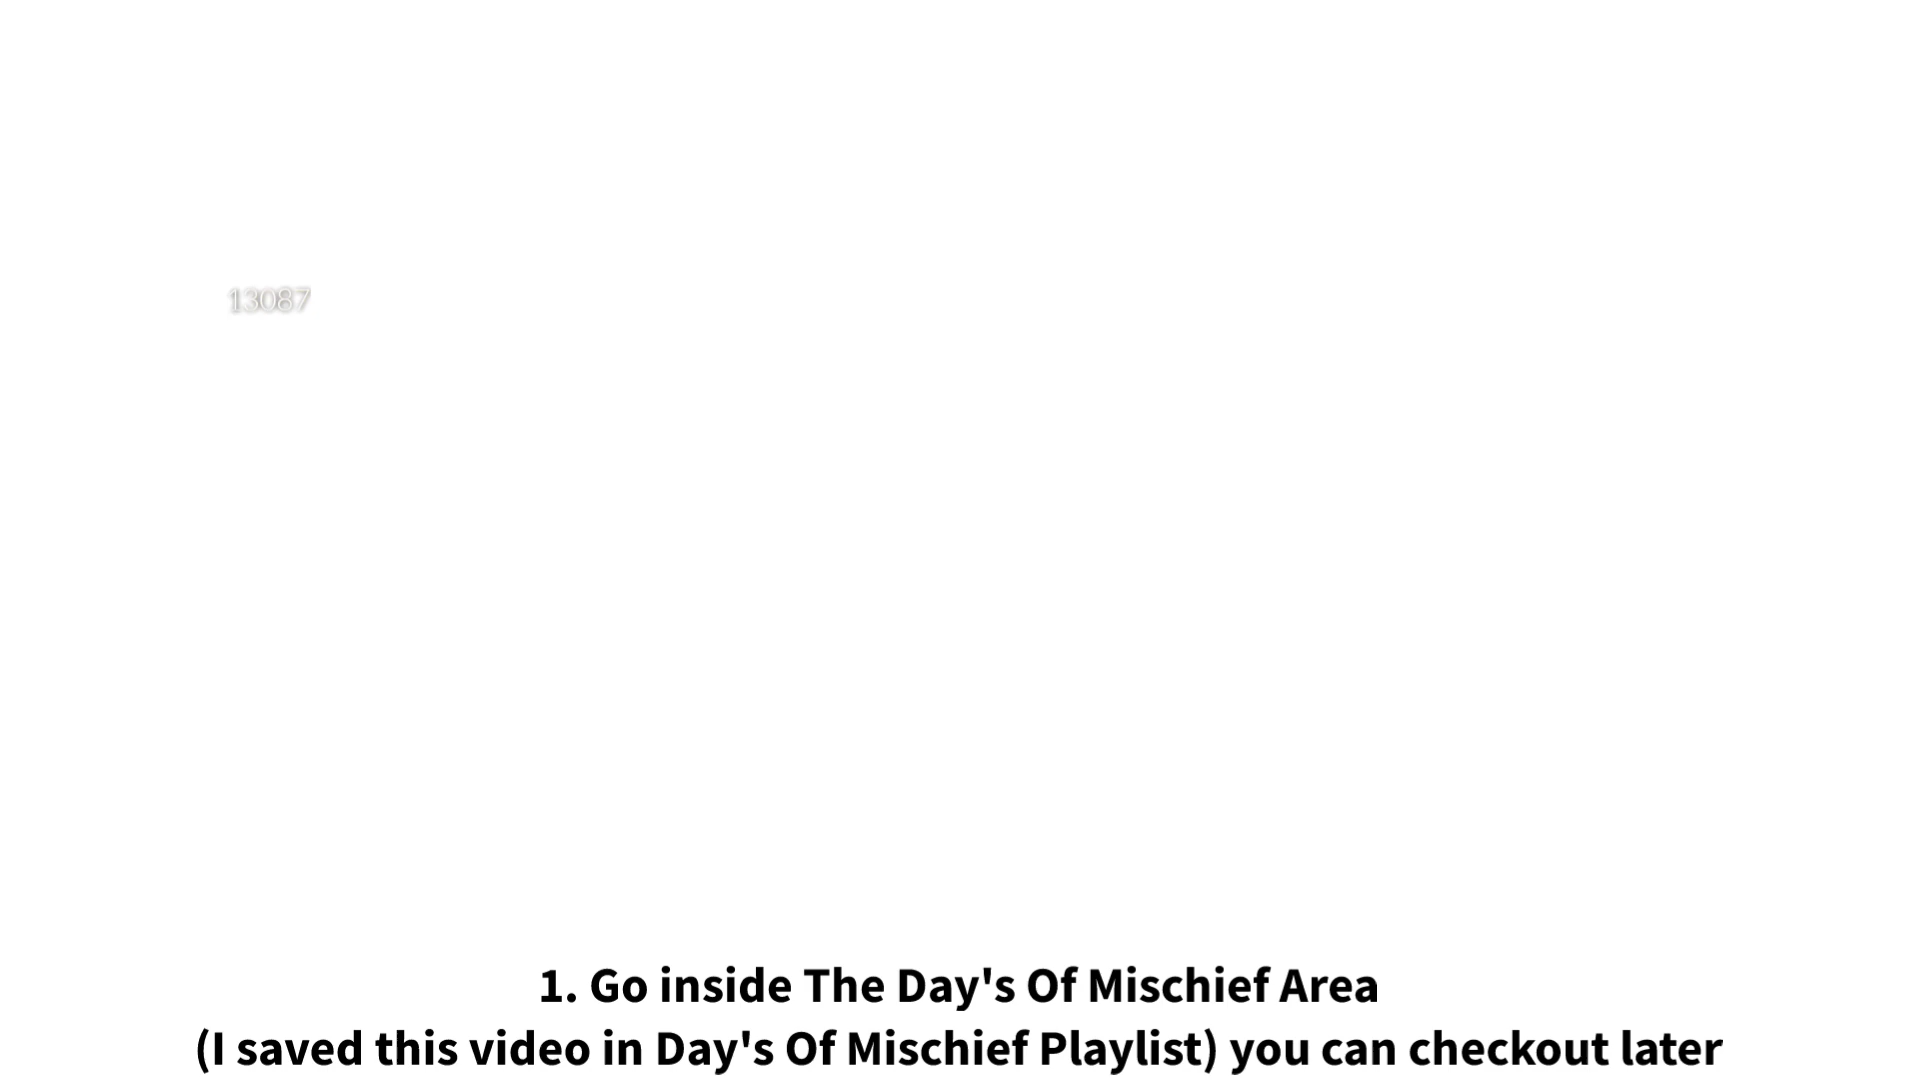 13087
1. Go inside The Day's Of Mischief Area
(I saved this video in Day's Of Mischief Playlist) you can checkout later